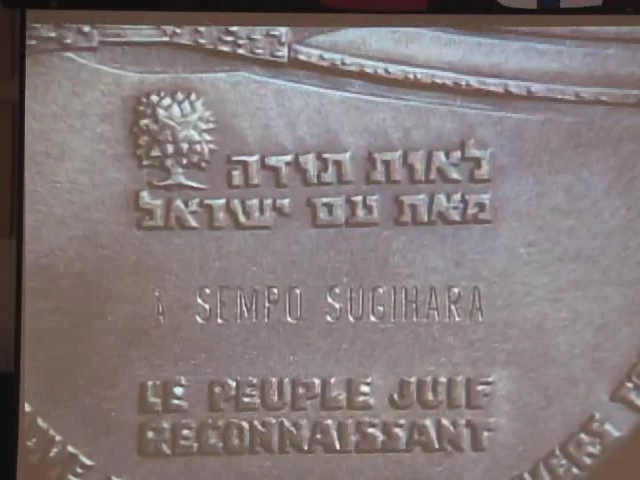 לאות תודה
מאת עם ישראל
A SEMPO SUGIHARA
LE PEUPLE JUIF
RECONNAISSANT